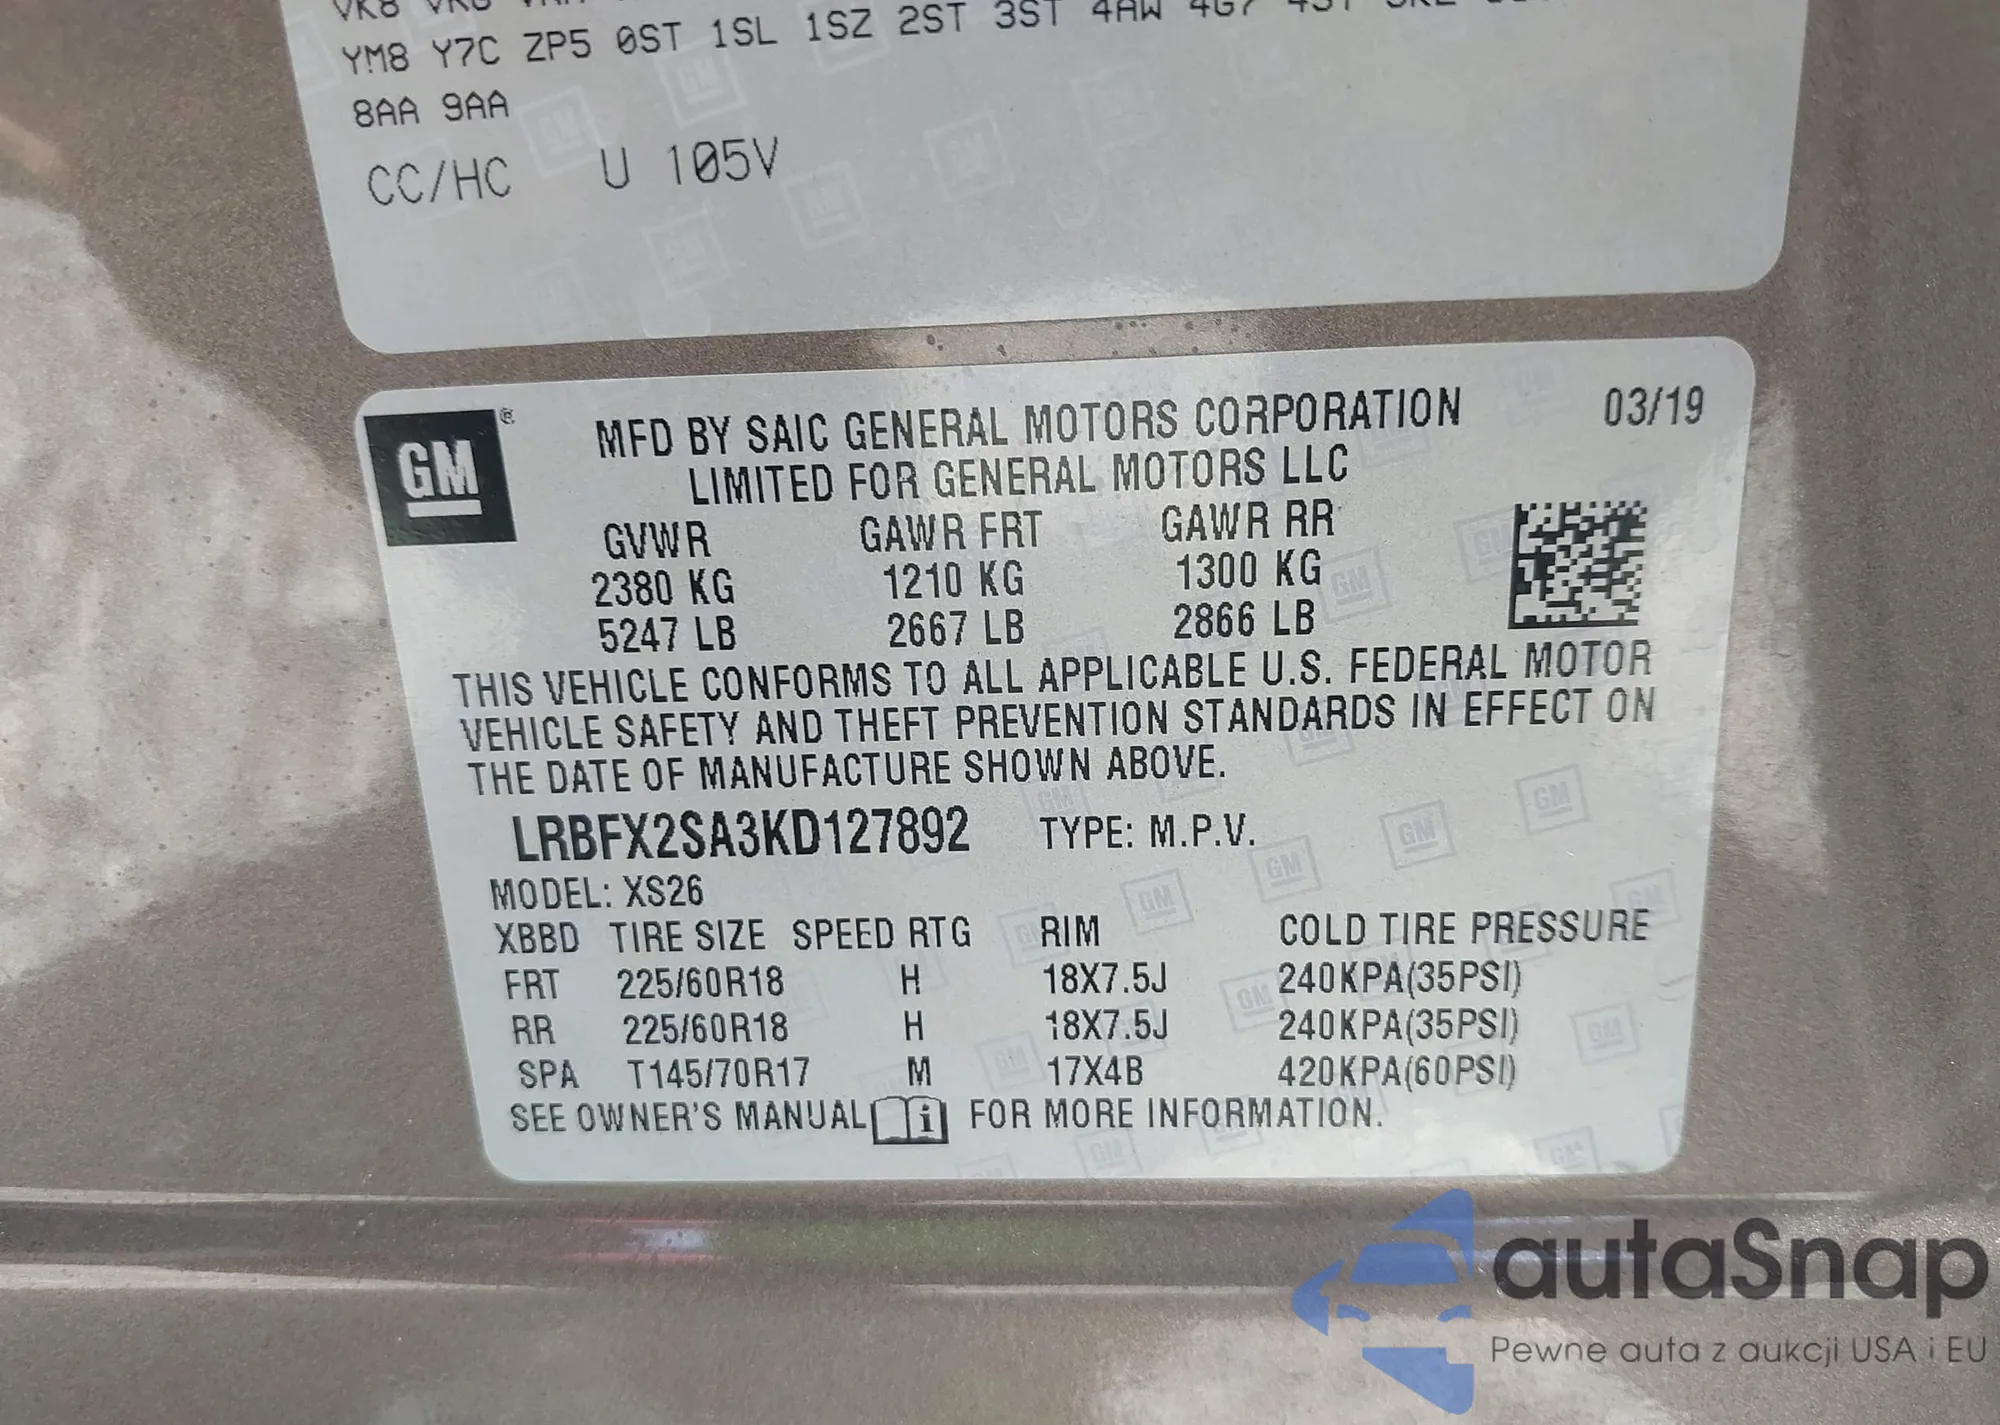 VK8
YM8 Y7C ZP5 0ST 1SL 1SZ 2ST 3ST 4AW 4G7
8AA 9AA
CC/HC U 105V
GM®
MFD BY SAIC GENERAL MOTORS CORPORATION 03/19
LIMITED FOR GENERAL MOTORS LLC
GVWR GAWR FRT GAWR RR
2380 KG 1210 KG 1300 KG
5247 LB 2667 LB 2866 LB
THIS VEHICLE CONFORMS TO ALL APPLICABLE U.S. FEDERAL MOTOR
VEHICLE SAFETY AND THEFT PREVENTION STANDARDS IN EFFECT ON
THE DATE OF MANUFACTURE SHOWN ABOVE.
LRBFX2SA3KD127892 TYPE: M.P.V.
MODEL: XS26
XBBD TIRE SIZE SPEED RTG RIM COLD TIRE PRESSURE
FRT 225/60R18 H 18X7.5J 240KPA(35PSI)
RR 225/60R18 H 18X7.5J 240KPA(35PSI)
SPA T145/70R17 M 17X4B 420KPA(60PSI)
SEE OWNER'S MANUAL i FOR MORE INFORMATION.
autaSnap
Pewne auta z aukcji USA i EU